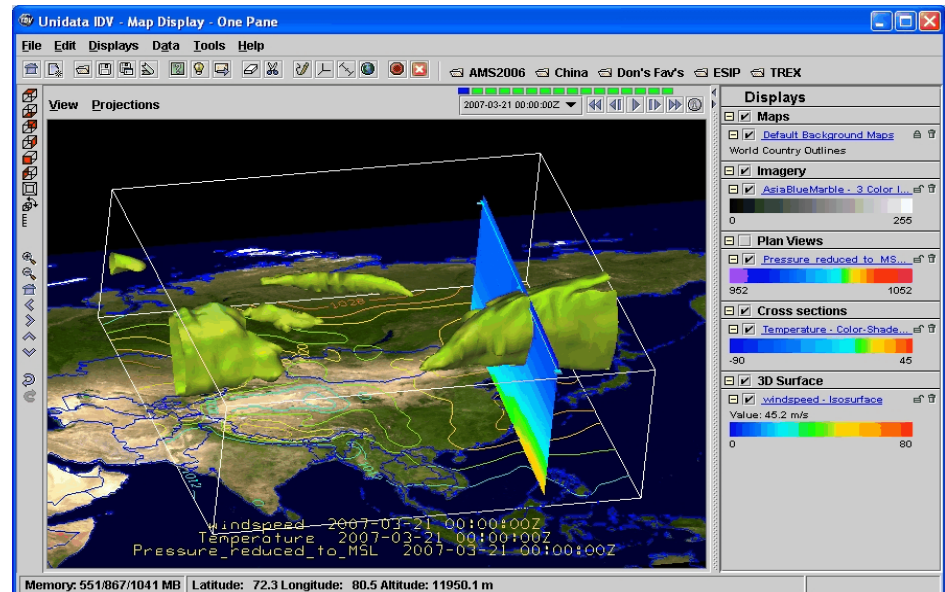 Unidata IDV - Map Display - One Pane
File Edit Displays Data Tools Help
AMS2006 China Don's Fav's ESIP TREX
View Projections
2007-03-21 00:00:00Z
Displays
Maps
Default Background Maps
World Country Outlines
Imagery
AsiaBlueMarble - 3 Color I...
0 255
Plan Views
Pressure reduced to MS...
952 1052
Cross sections
Temperature - Color-Shade...
-90 45
3D Surface
windspeed - Isosurface
Value: 45.2 m/s
0 80
1028
1012
windspeed 2007-03-21 00:00:00Z
Temperature 2007-03-21 00:00:00Z
Pressure_reduced_to_MSL 2007-03-21 00:00:00Z
Memory: 551/867/1041 MB Latitude: 72.3 Longitude: 80.5 Altitude: 11950.1 m